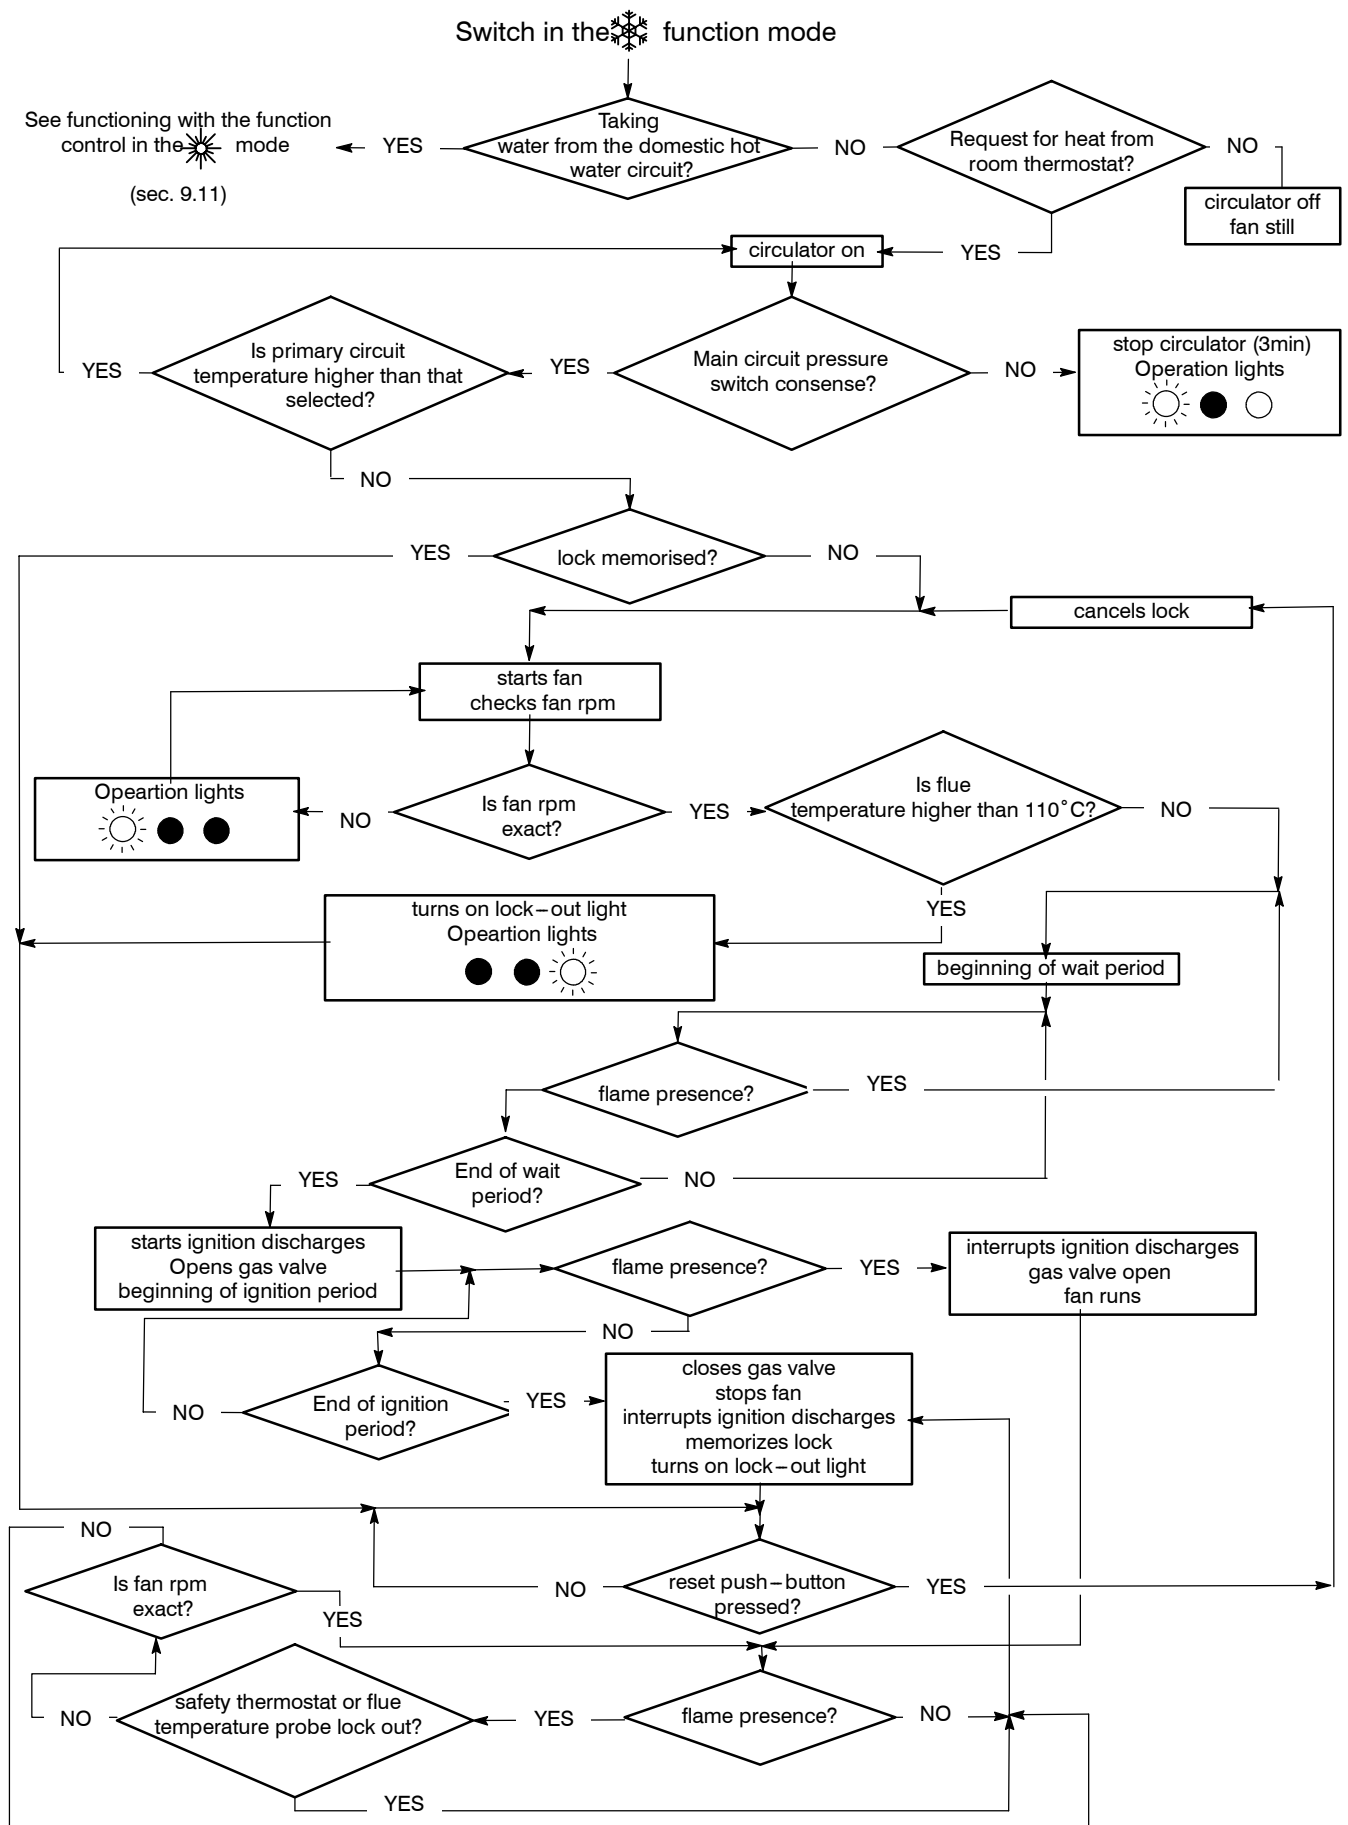 Switch in the function mode
See functioning with the function
control in the mode
(sec. 9.11)
YES
Taking
water from the domestic hot
water circuit?
NO
Request for heat from
room thermostat?
NO
circulator off
fan still
circulator on
YES
YES
Is primary circuit
temperature higher than that
selected?
YES
Main circuit pressure
switch consense?
NO
stop circulator (3min)
Operation lights
NO
YES
lock memorised?
NO
cancels lock
starts fan
checks fan rpm
Opeartion lights
NO
Is fan rpm
exact?
YES
Is flue
temperature higher than 110°C?
NO
YES
turns on lock–out light
Opeartion lights
beginning of wait period
flame presence?
YES
YES
End of wait
period?
NO
starts ignition discharges
Opens gas valve
beginning of ignition period
flame presence?
YES
interrupts ignition discharges
gas valve open
fan runs
NO
NO
End of ignition
period?
YES
closes gas valve
stops fan
interrupts ignition discharges
memorizes lock
turns on lock–out light
NO
Is fan rpm
exact?
YES
NO
reset push–button
pressed?
YES
NO
safety thermostat or flue
temperature probe lock out?
YES
flame presence?
NO
YES